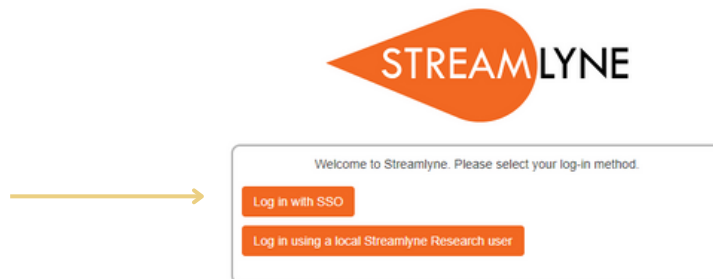 STREAMLYNE
Welcome to Streamlyne. Please select your log-in method.
Log in with SSO
Log in using a local Streamlyne Research user